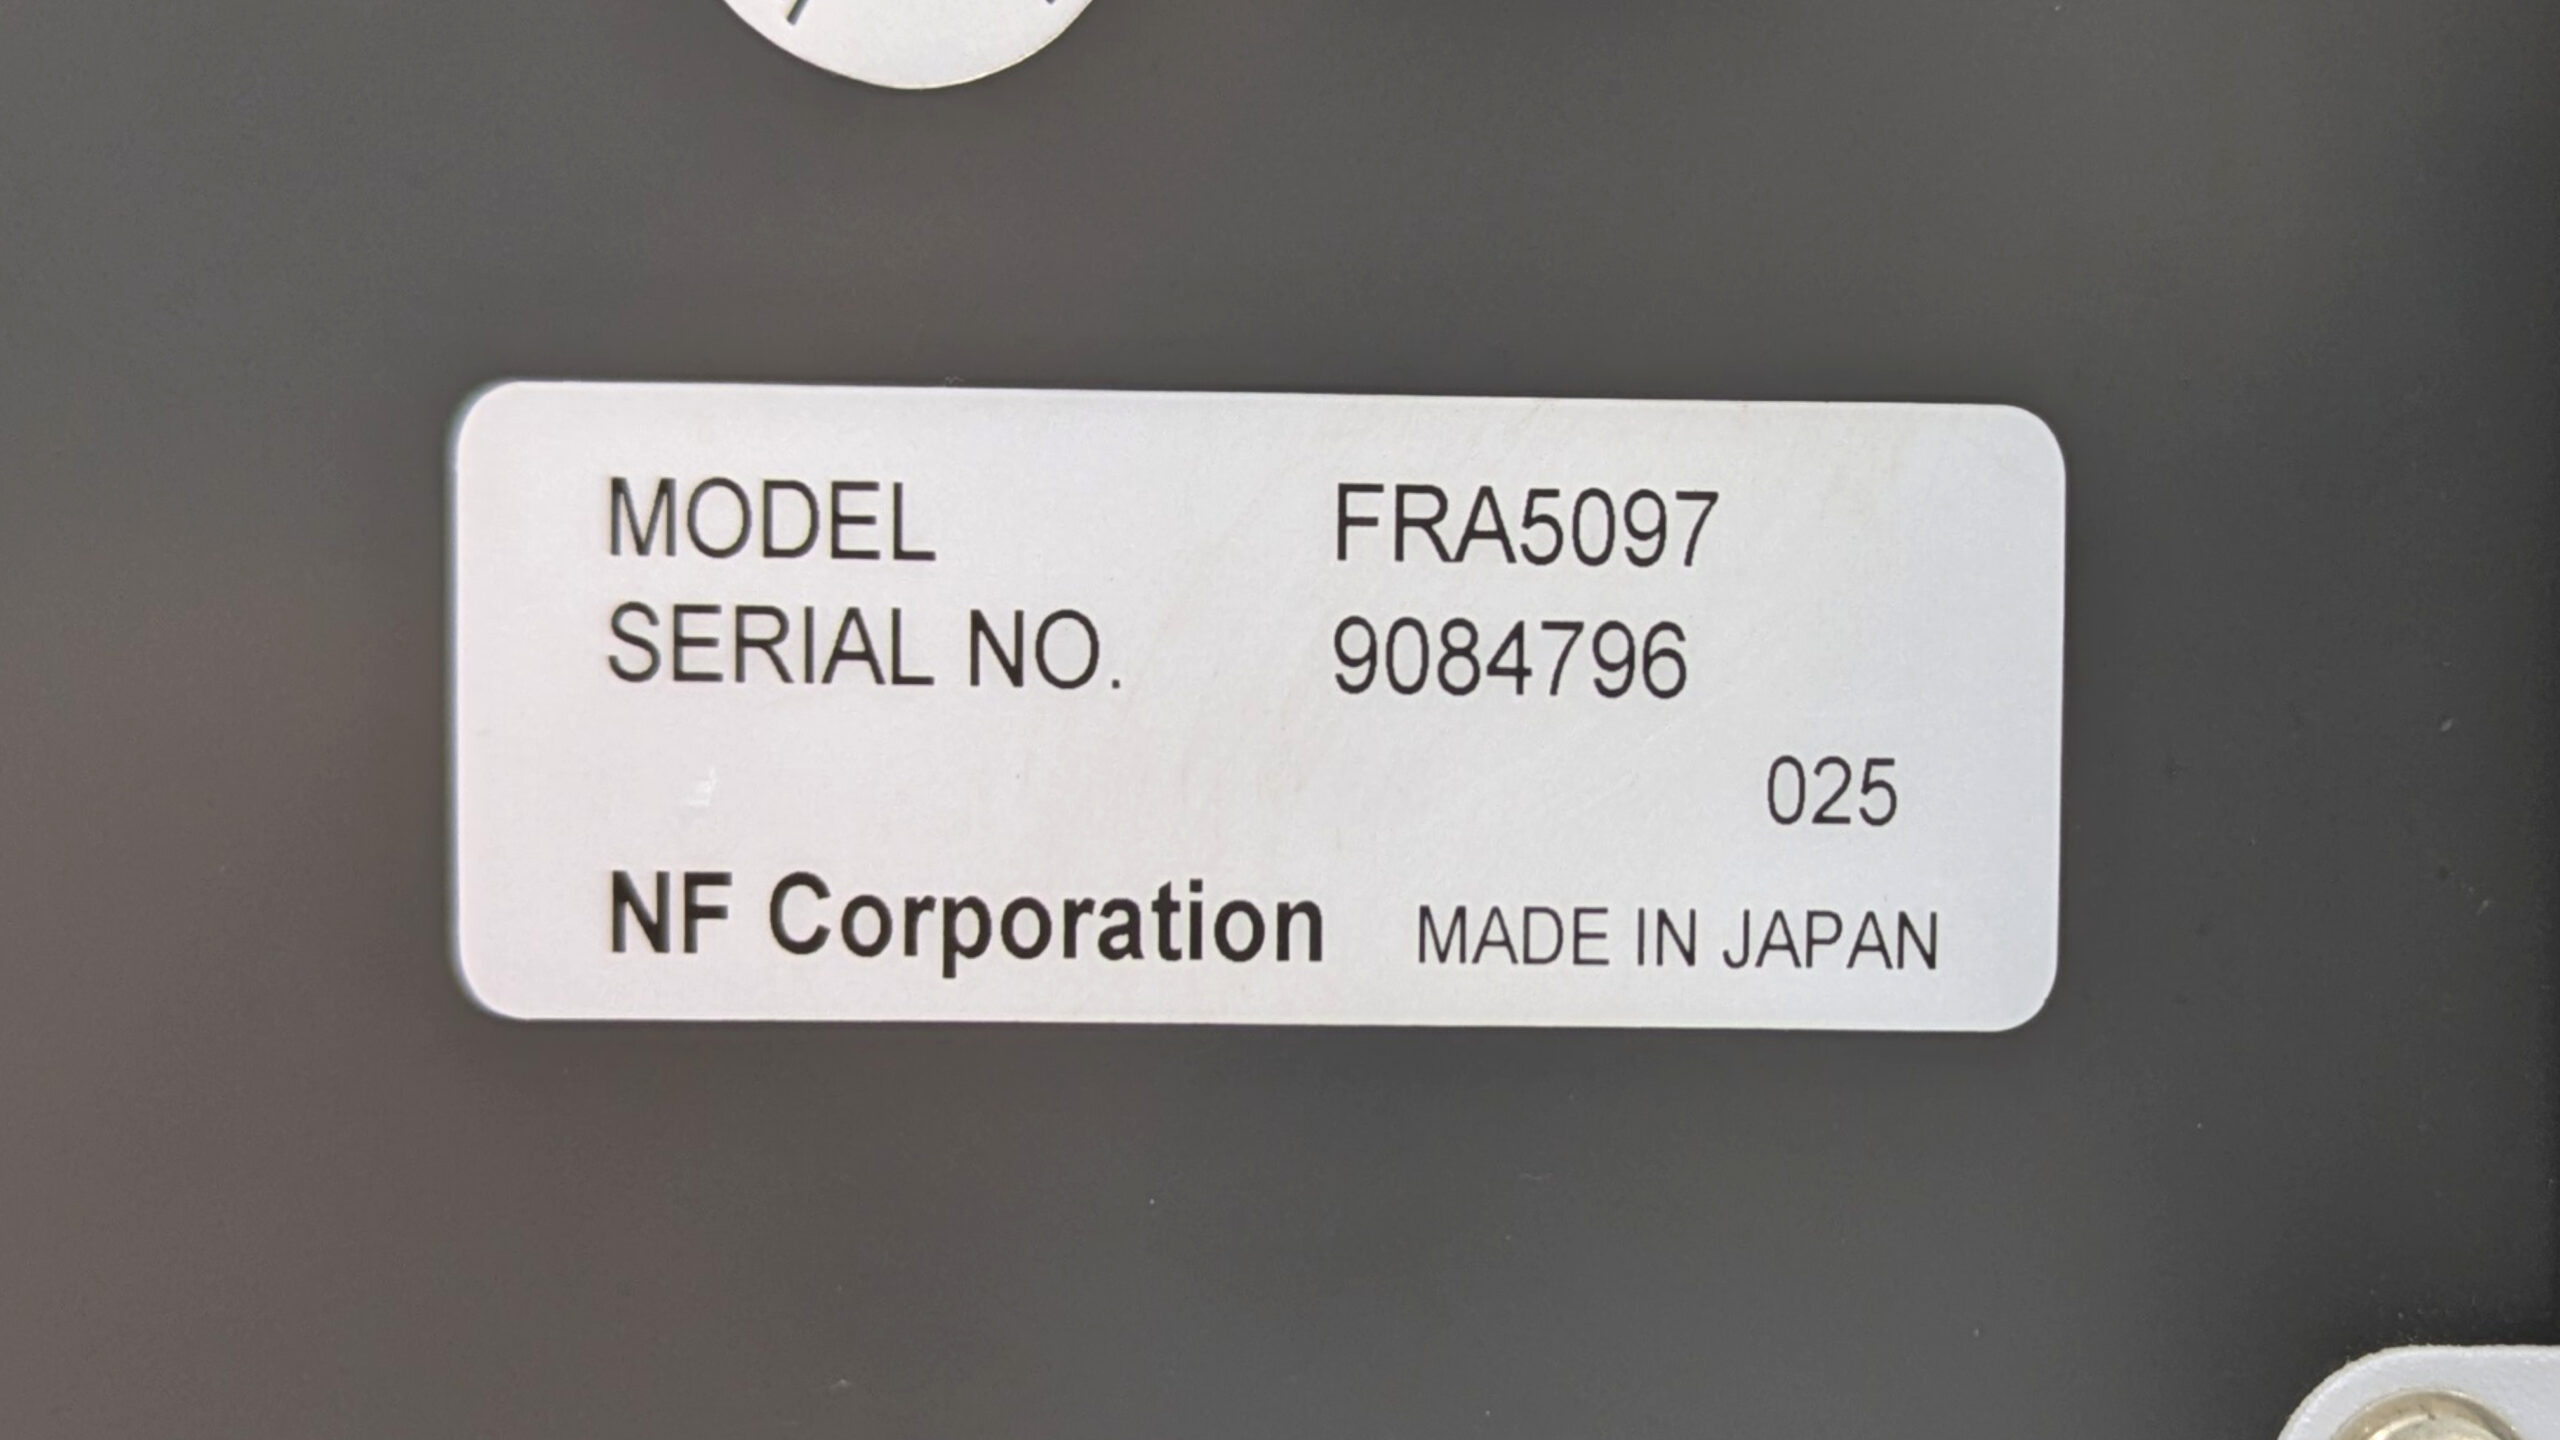 MODEL FRA5097
SERIAL NO. 9084796
025
NF Corporation MADE IN JAPAN